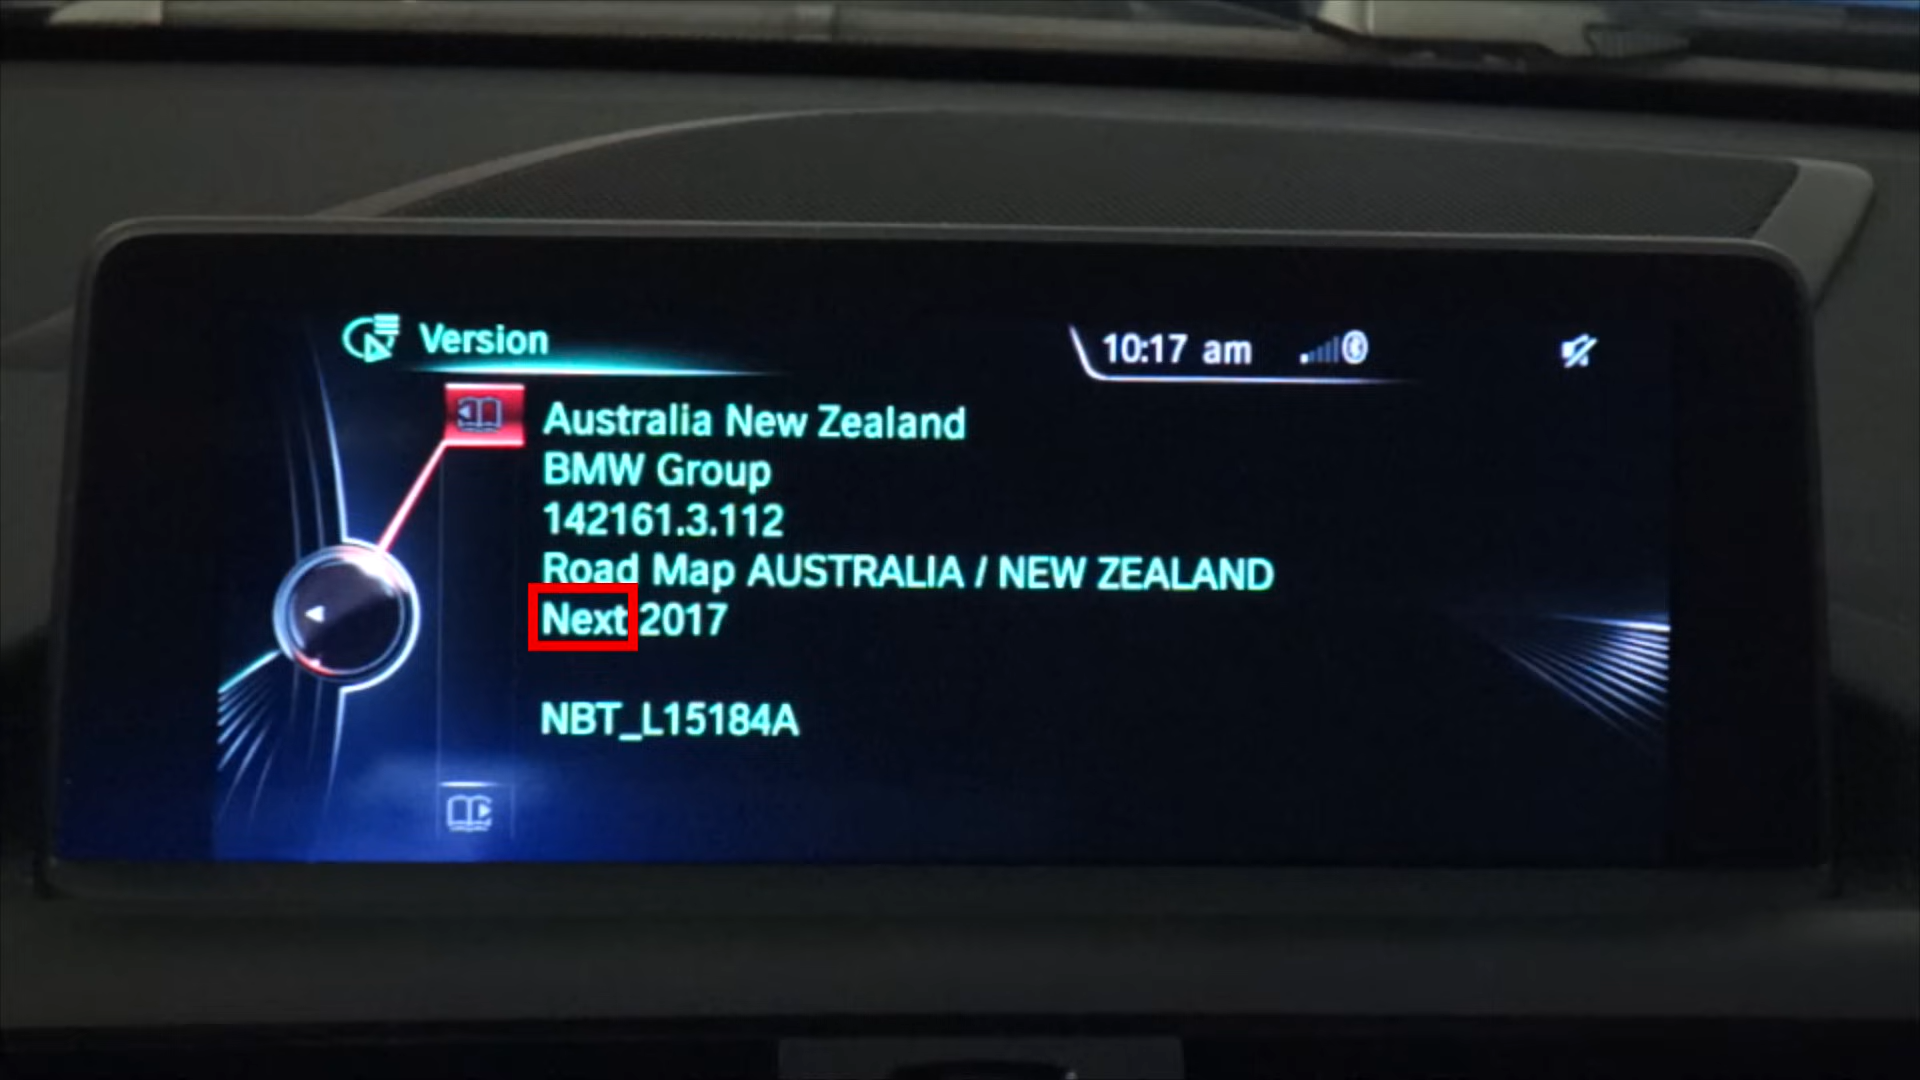 Version
10:17 am
Australia New Zealand
BMW Group
142161.3.112
Road Map AUSTRALIA / NEW ZEALAND
Next 2017
NBT_L15184A